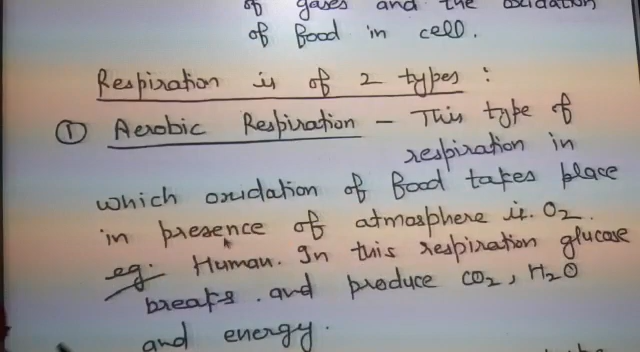 of gases and the oxidation
of food in cell.
Respiration is of 2 types :
① Aerobic Respiration - This type of
respiration in
which oxidation of food takes place
in presence of atmosphere i.e. O2.
eg. Human. In this respiration glucose
breaks . and produce CO2, H2O
and energy.